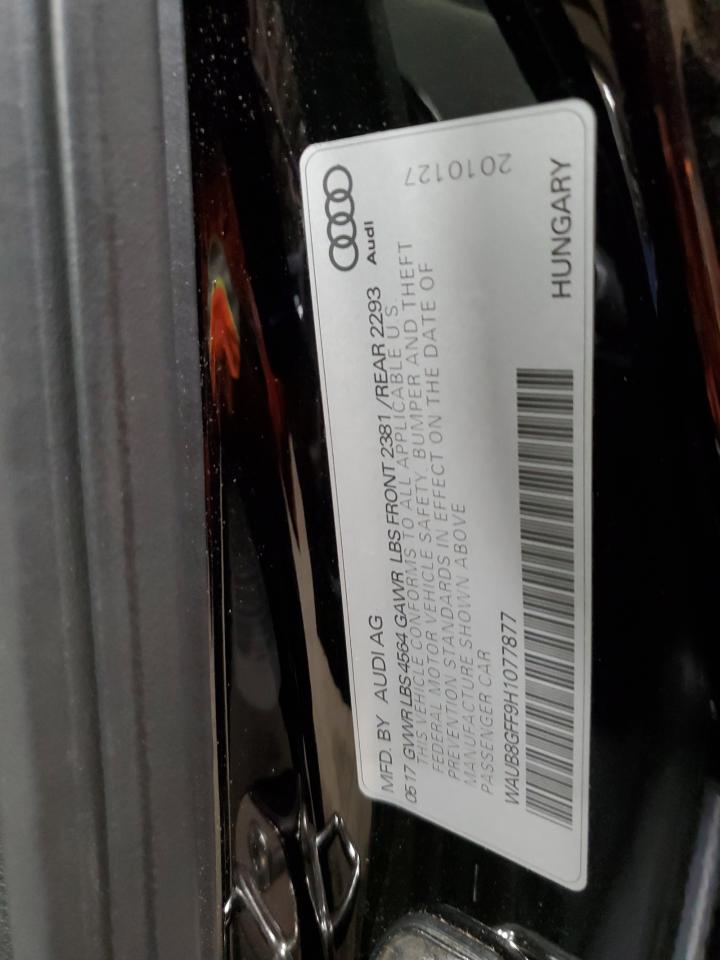 Audi
2010127
MFD. BY AUDI AG
0517 GVWR LBS 4564 GAWR LBS FRONT 2381/REAR 2293
THIS VEHICLE CONFORMS TO ALL APPLICABLE U.S.
FEDERAL MOTOR VEHICLE SAFETY, BUMPER AND THEFT
PREVENTION STANDARDS IN EFFECT ON THE DATE OF
MANUFACTURE SHOWN ABOVE
PASSENGER CAR
WAUB8GFF9H1077877
HUNGARY